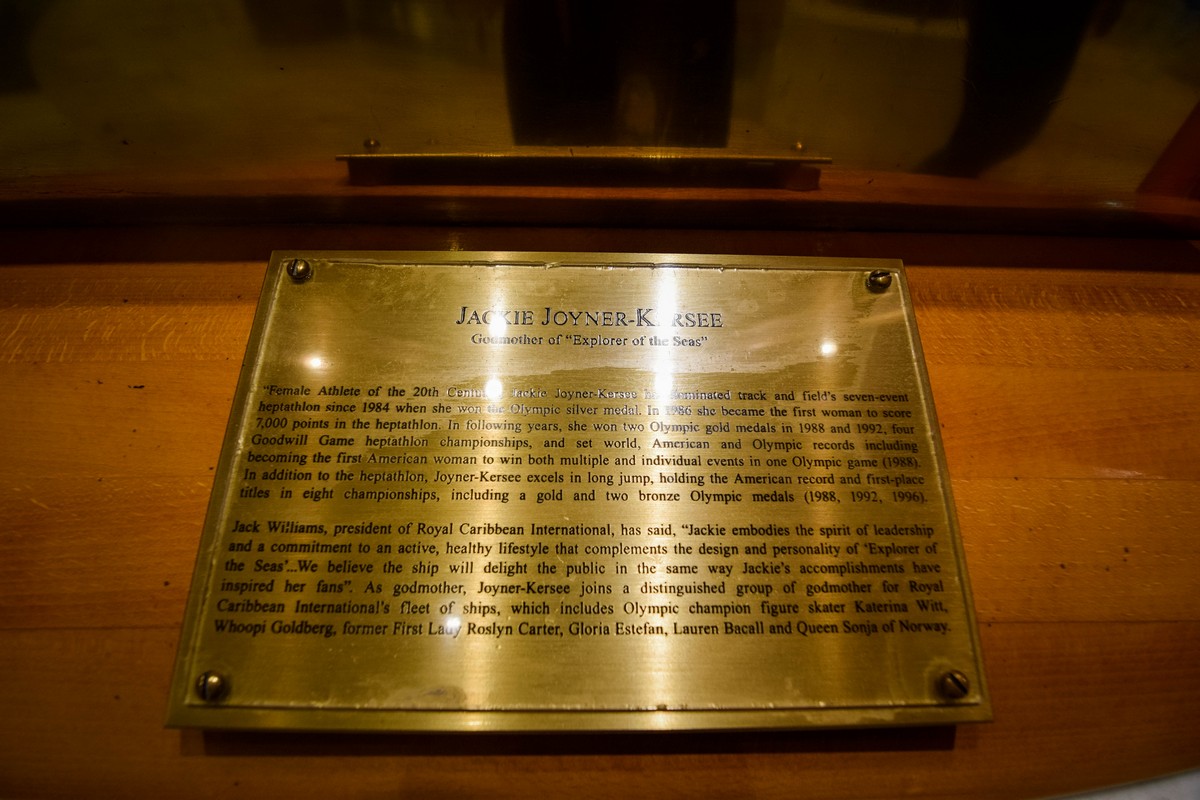 JACKIE JOYNER-KERSEE
Godmother of "Explorer of the Seas"
"Female Athlete of the 20th Century" Jackie Joyner-Kersee has dominated track and field's seven-event
heptathlon since 1984 when she won the Olympic silver medal. In 1986 she became the first woman to score
7,000 points in the heptathlon. In following years, she won two Olympic gold medals in 1988 and 1992, four
Goodwill Game heptathlon championships, and set world, American and Olympic records including
becoming the first American woman to win both multiple and individual events in one Olympic game (1988).
In addition to the heptathlon, Joyner-Kersee excels in long jump, holding the American record and first-place
titles in eight championships, including a gold and two bronze Olympic medals (1988, 1992, 1996).
Jack Williams, president of Royal Caribbean International, has said, "Jackie embodies the spirit of leadership
and a commitment to an active, healthy lifestyle that complements the design and personality of 'Explorer of
the Seas'...We believe the ship will delight the public in the same way Jackie's accomplishments have
inspired her fans". As godmother, Joyner-Kersee joins a distinguished group of godmother for Royal
Caribbean International's fleet of ships, which includes Olympic champion figure skater Katerina Witt,
Whoopi Goldberg, former First Lady Roslyn Carter, Gloria Estefan, Lauren Bacall and Queen Sonja of Norway.